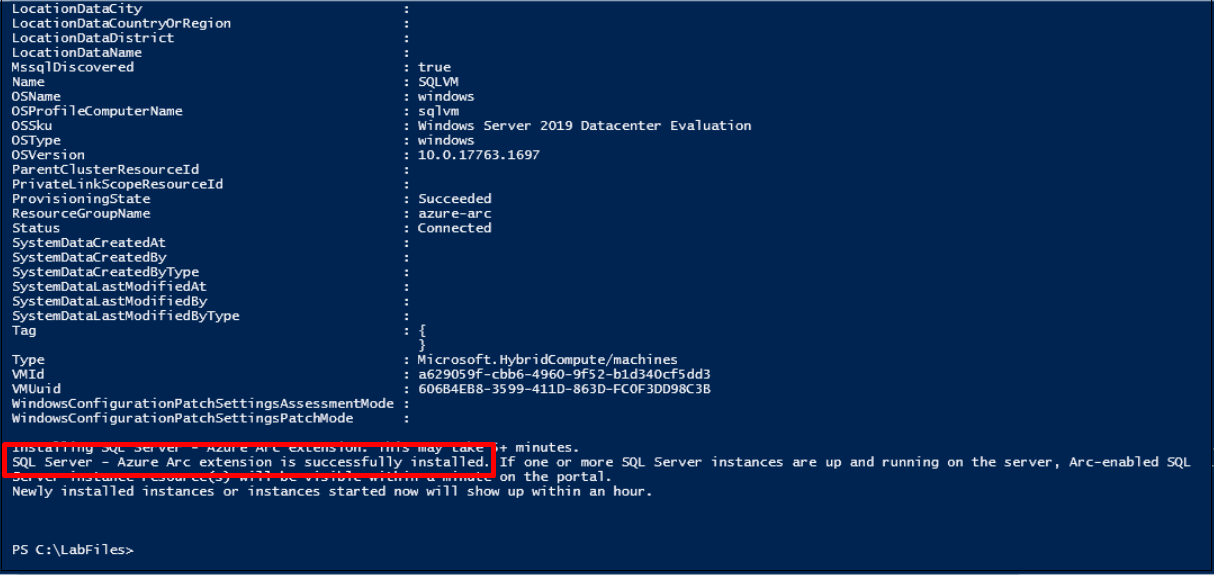 LocationDataCity :
LocationDataCountryOrRegion :
LocationDataDistrict :
LocationDataName :
MssqlDiscovered : true
Name : SQLVM
OSName : windows
OSProfileComputerName : sqlvm
OSSku : Windows Server 2019 Datacenter Evaluation
OSType : windows
OSVersion : 10.0.17763.1697
ParentClusterResourceId :
PrivateLinkScopeResourceId :
ProvisioningState : Succeeded
ResourceGroupName : azure-arc
Status : Connected
SystemDataCreatedAt :
SystemDataCreatedBy :
SystemDataCreatedByType :
SystemDataLastModifiedAt :
SystemDataLastModifiedBy :
SystemDataLastModifiedByType :
Tag : {
}
Type : Microsoft.HybridCompute/machines
VMId : a629059f-cbb6-4960-9f52-b1d340cf5dd3
VMUuid : 606B4EB8-3599-411D-863D-FC0F3DD98C3B
WindowsConfigurationPatchSettingsAssessmentMode :
WindowsConfigurationPatchSettingsPatchMode :
Installing SQL Server - Azure Arc extension. This may take 5+ minutes.
SQL Server - Azure Arc extension is successfully installed. If one or more SQL Server instances are up and running on the server, Arc-enabled SQL
Server instance resource(s) will be visible within a minute on the portal.
Newly installed instances or instances started now will show up within an hour.
PS C:\LabFiles>